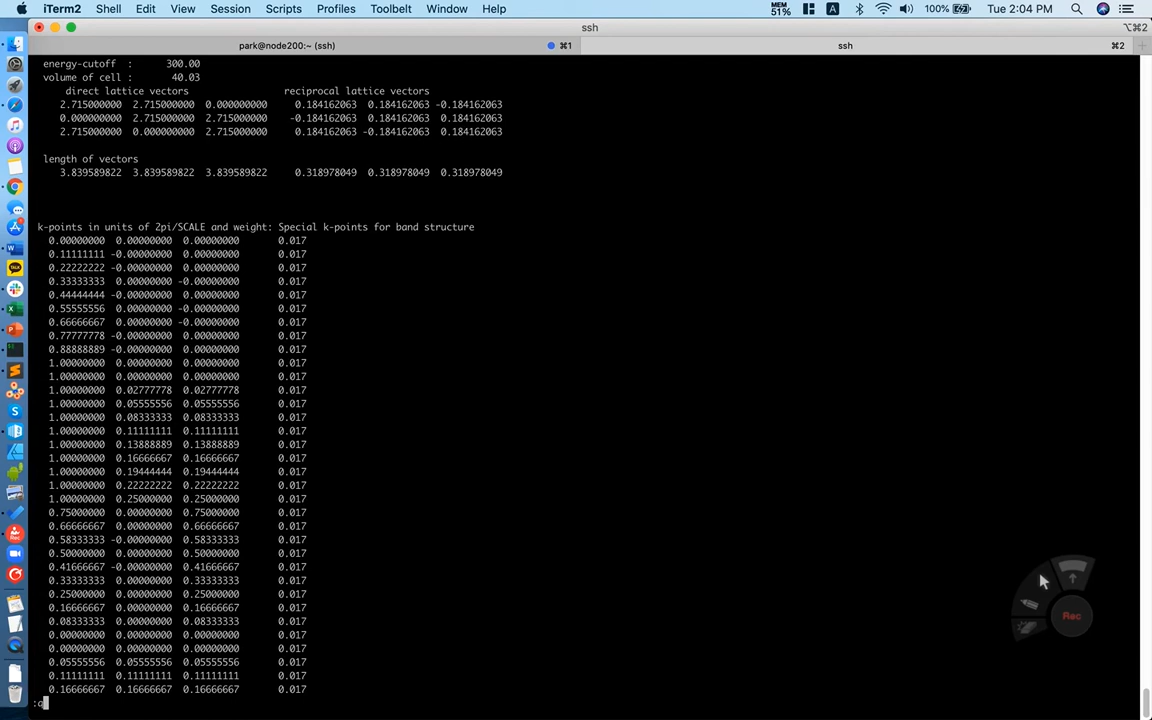 iTerm2 Shell Edit View Session Scripts Profiles Toolbelt Window Help MEM 51% A 100% Tue 2:04 PM
ssh ⌥⌘2
park@node200:~ (ssh) ⌘1 ssh ⌘2
energy-cutoff : 300.00
volume of cell : 40.03
direct lattice vectors reciprocal lattice vectors
2.715000000 2.715000000 0.000000000 0.184162063 0.184162063 -0.184162063
0.000000000 2.715000000 2.715000000 -0.184162063 0.184162063 0.184162063
2.715000000 0.000000000 2.715000000 0.184162063 -0.184162063 0.184162063
length of vectors
3.839589822 3.839589822 3.839589822 0.318978049 0.318978049 0.318978049
k-points in units of 2pi/SCALE and weight: Special k-points for band structure
0.00000000 0.00000000 0.00000000 0.017
0.11111111 -0.00000000 0.00000000 0.017
0.22222222 -0.00000000 0.00000000 0.017
0.33333333 0.00000000 -0.00000000 0.017
0.44444444 -0.00000000 0.00000000 0.017
0.55555556 0.00000000 -0.00000000 0.017
0.66666667 0.00000000 -0.00000000 0.017
0.77777778 -0.00000000 0.00000000 0.017
0.88888889 -0.00000000 0.00000000 0.017
1.00000000 0.00000000 0.00000000 0.017
1.00000000 0.00000000 0.00000000 0.017
1.00000000 0.02777778 0.02777778 0.017
1.00000000 0.05555556 0.05555556 0.017
1.00000000 0.08333333 0.08333333 0.017
1.00000000 0.11111111 0.11111111 0.017
1.00000000 0.13888889 0.13888889 0.017
1.00000000 0.16666667 0.16666667 0.017
1.00000000 0.19444444 0.19444444 0.017
1.00000000 0.22222222 0.22222222 0.017
1.00000000 0.25000000 0.25000000 0.017
0.75000000 0.00000000 0.75000000 0.017
0.66666667 0.00000000 0.66666667 0.017
0.58333333 -0.00000000 0.58333333 0.017
0.50000000 0.00000000 0.50000000 0.017
0.41666667 -0.00000000 0.41666667 0.017
0.33333333 0.00000000 0.33333333 0.017
0.25000000 0.00000000 0.25000000 0.017
0.16666667 0.00000000 0.16666667 0.017
0.08333333 0.00000000 0.08333333 0.017
0.00000000 0.00000000 0.00000000 0.017
0.00000000 0.00000000 0.00000000 0.017
0.05555556 0.05555556 0.05555556 0.017
0.11111111 0.11111111 0.11111111 0.017
0.16666667 0.16666667 0.16666667 0.017
:q
Rec